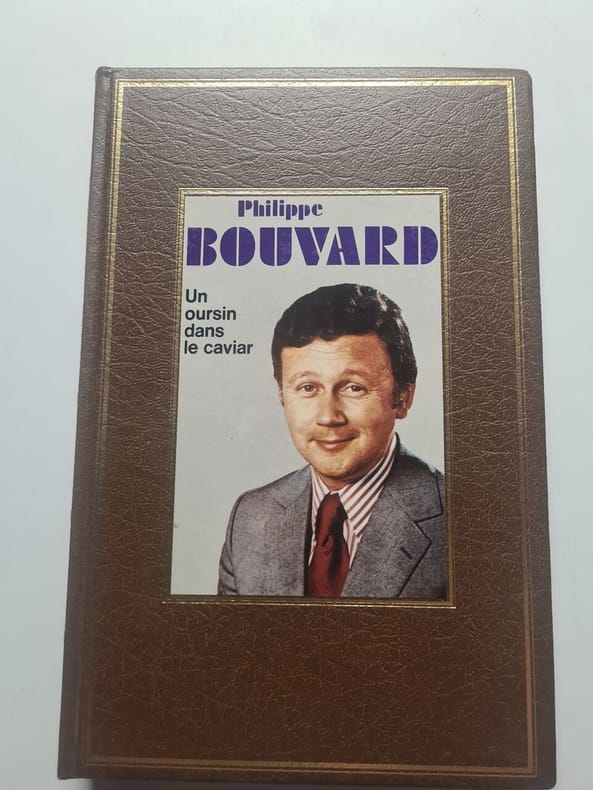 Philippe
BOUVARD
Un
oursin
dans
le caviar